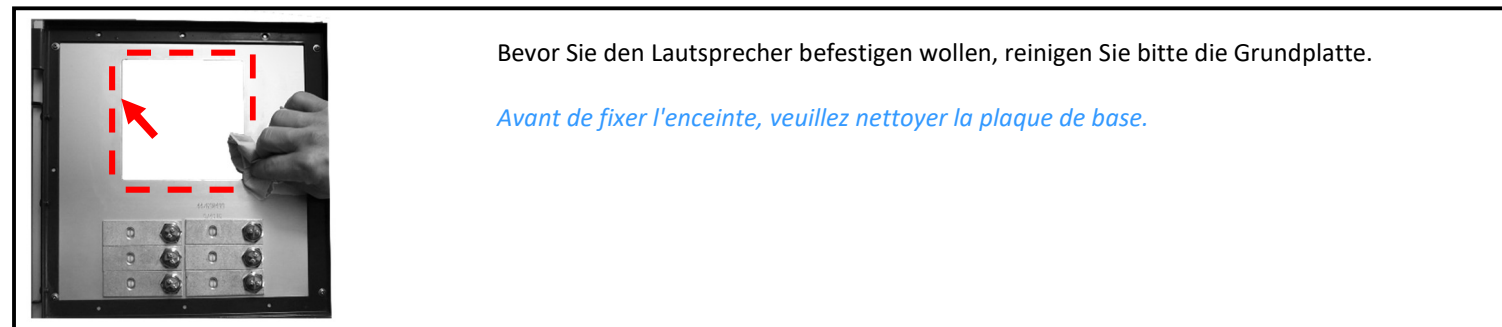 Bevor Sie den Lautsprecher befestigen wollen, reinigen Sie bitte die Grundplatte.
Avant de fixer l'enceinte, veuillez nettoyer la plaque de base.